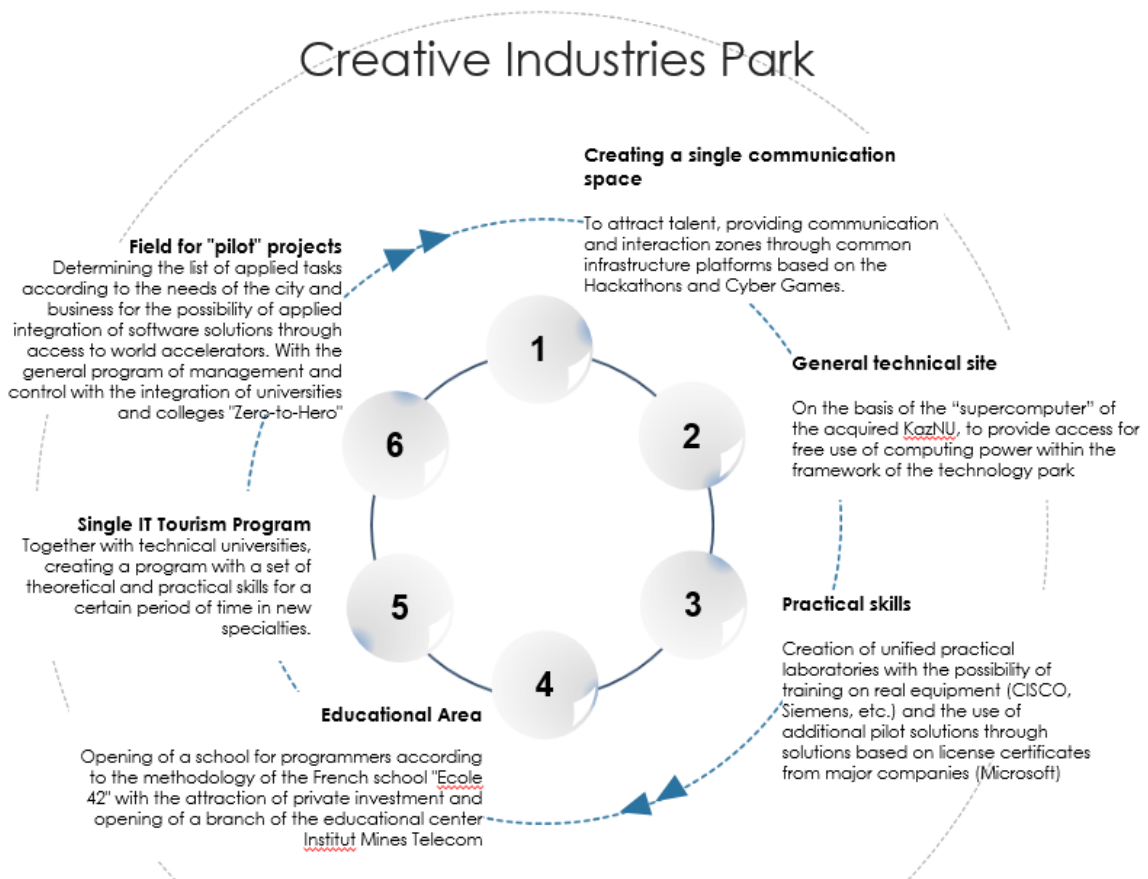 Creative Industries Park
1
Creating a single communication
space
To attract talent, providing communication
and interaction zones through common
infrastructure platforms based on the
Hackathons and Cyber Games.
2
General technical site
On the basis of the “supercomputer” of
the acquired KazNU, to provide access for
free use of computing power within the
framework of the technology park
3
Practical skills
Creation of unified practical
laboratories with the possibility of
training on real equipment (CISCO,
Siemens, etc.) and the use of
additional pilot solutions through
solutions based on license certificates
from major companies (Microsoft)
4
Educational Area
Opening of a school for programmers according
to the methodology of the French school "Ecole
42" with the attraction of private investment and
opening of a branch of the educational center
Institut Mines Telecom
5
Single IT Tourism Program
Together with technical universities,
creating a program with a set of
theoretical and practical skills for a
certain period of time in new
specialties.
6
Field for "pilot" projects
Determining the list of applied tasks
according to the needs of the city and
business for the possibility of applied
integration of software solutions through
access to world accelerators. With the
general program of management and
control with the integration of universities
and colleges "Zero-to-Hero"